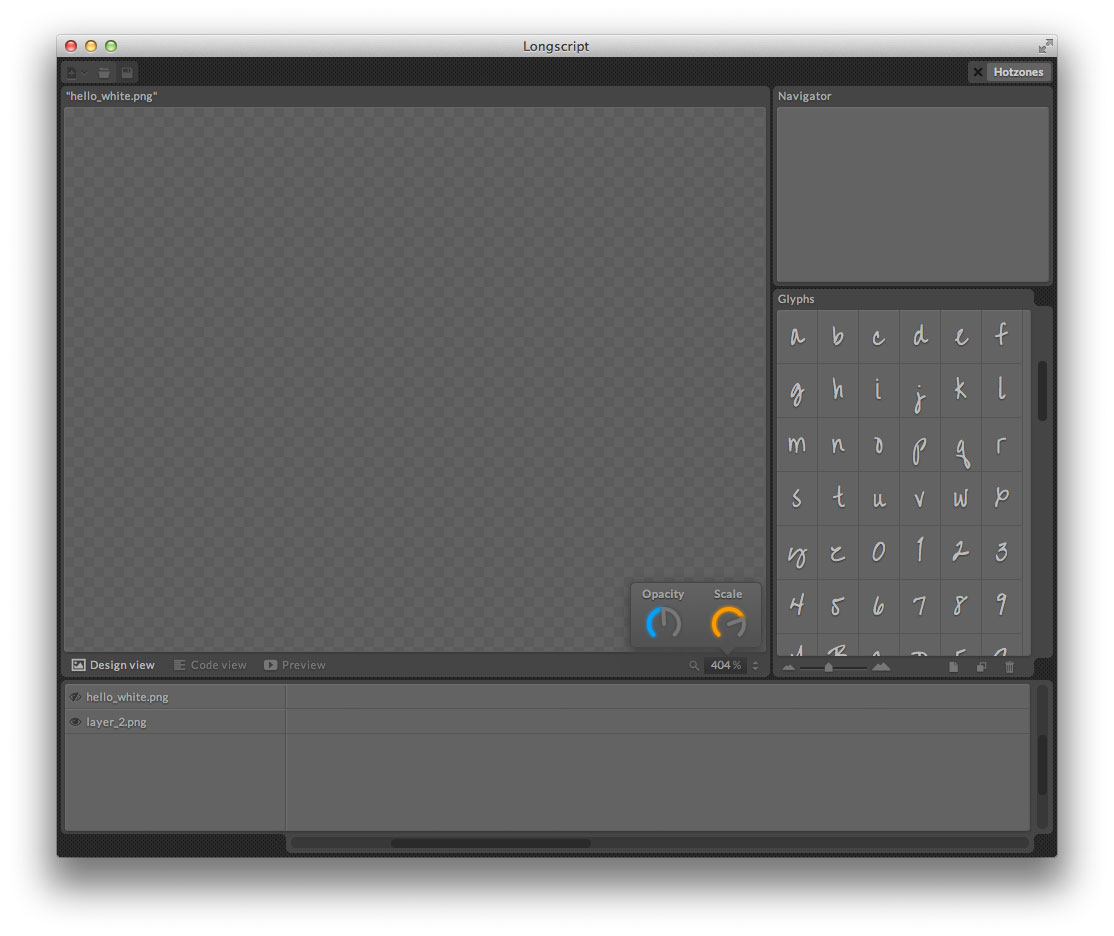 Longscript
Hotzones
"hello_white.png"
Navigator
Glyphs
a b c d e f
g h i j k l
m n o p q r
s t u v w x
y z 0 1 2 3
4 5 6 7 8 9
Opacity Scale
Design view Code view Preview 404 %
hello_white.png
layer_2.png